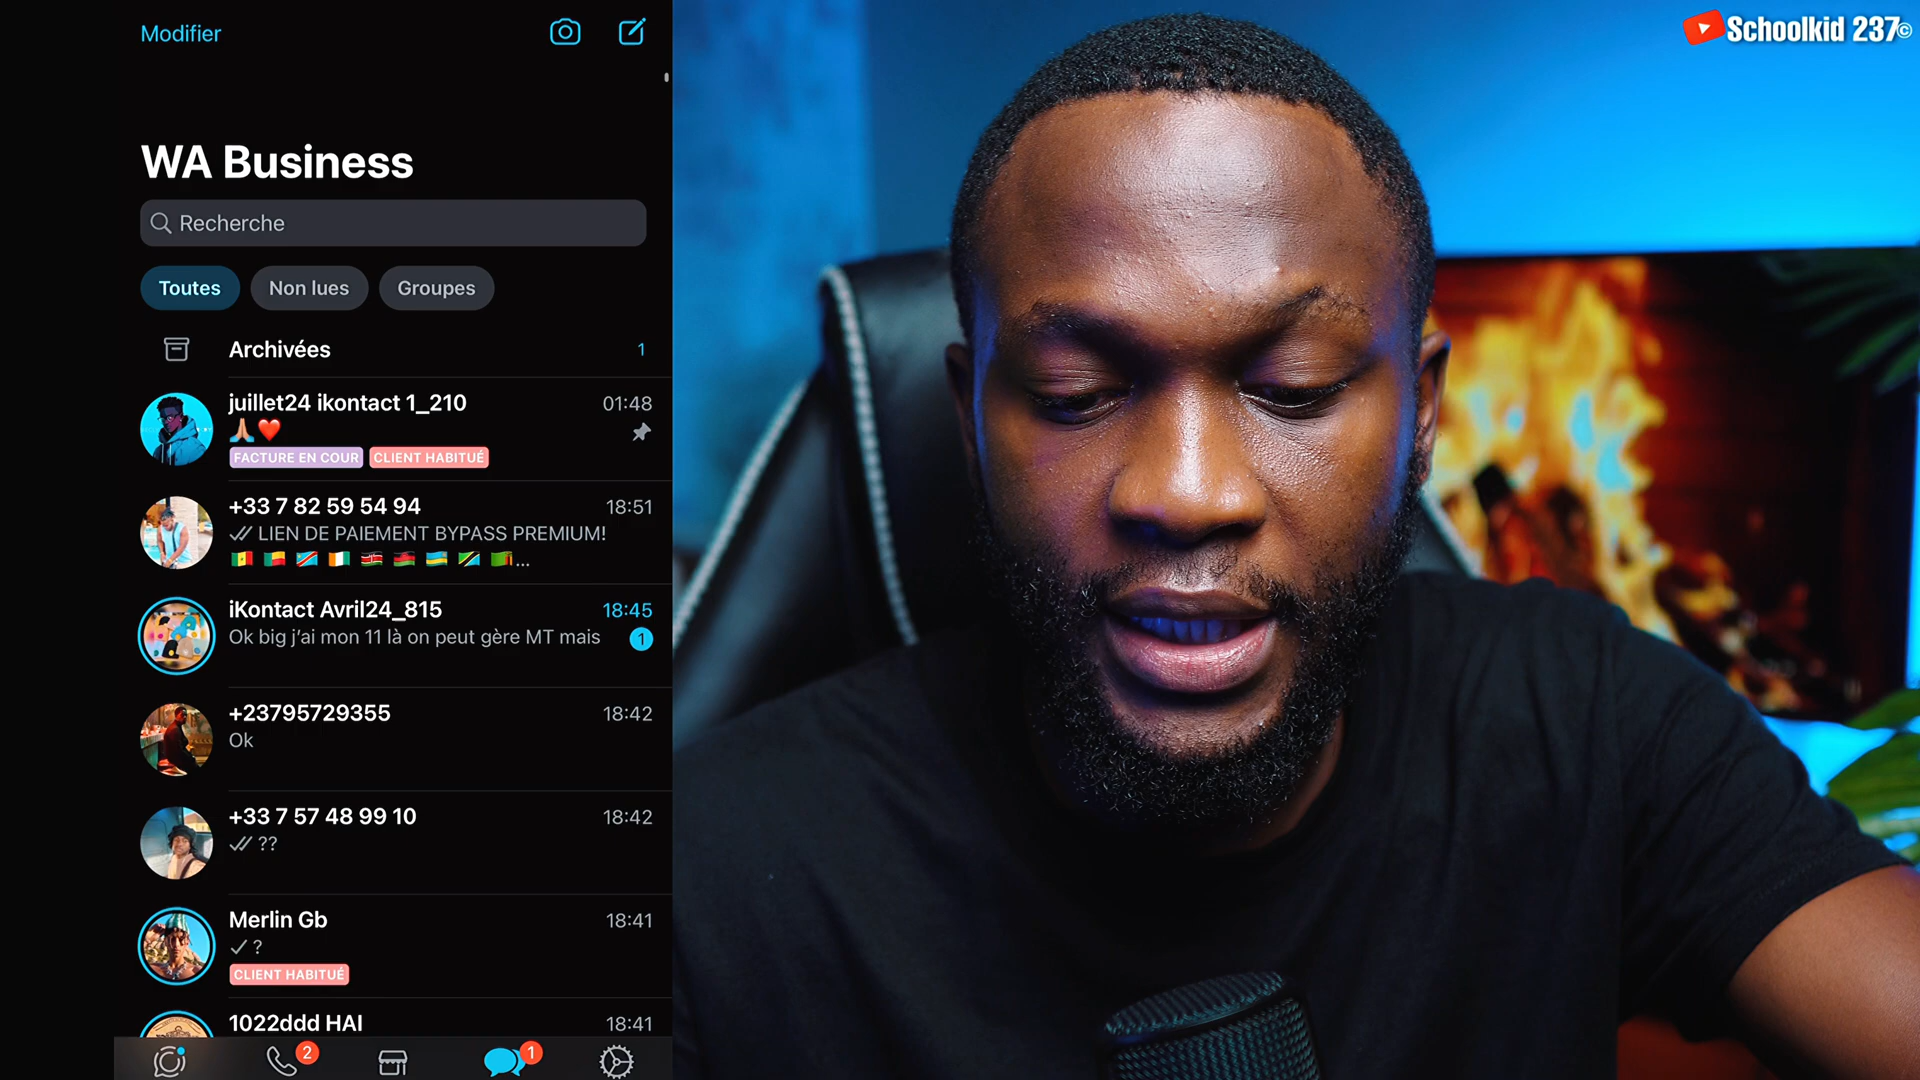 Modifier
Schoolkid 237©
WA Business
Recherche
Toutes
Non lues
Groupes
Archivées
1
juillet24 ikontact 1_210
01:48
🙏🏽❤️
FACTURE EN COUR
CLIENT HABITUÉ
+33 7 82 59 54 94
18:51
LIEN DE PAIEMENT BYPASS PREMIUM!
🇸🇳 🇧🇯 🇨🇩 🇨🇮 🇰🇪 🇲🇼 🇷🇼 🇹🇿 🇿🇲...
iKontact Avril24_815
18:45
Ok big j'ai mon 11 là on peut gère MT mais
1
+23795729355
18:42
Ok
+33 7 57 48 99 10
18:42
??
Merlin Gb
18:41
?
CLIENT HABITUÉ
1022ddd HAI
18:41
2
1